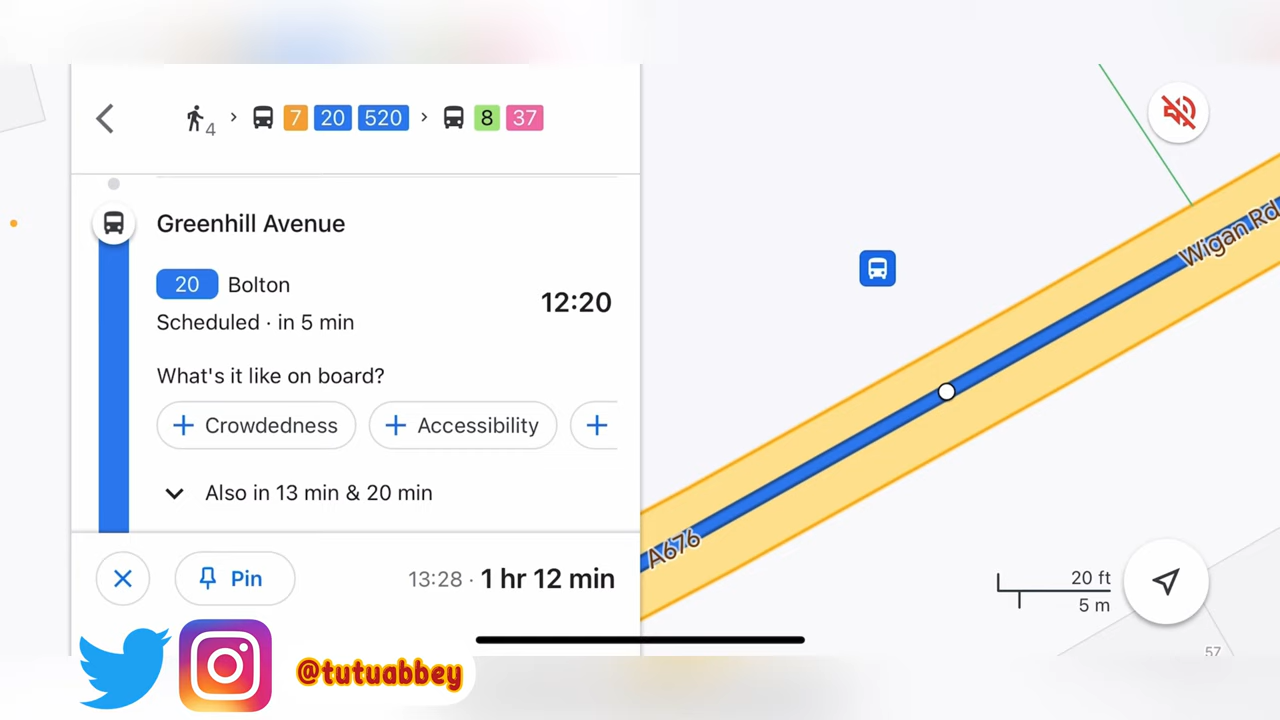 4 › 7 20 520 › 8 37
Greenhill Avenue
20 Bolton
12:20
Scheduled · in 5 min
What's it like on board?
+ Crowdedness + Accessibility +
Also in 13 min & 20 min
Pin
13:28 · 1 hr 12 min
@tutuabbey
Wigan Rd
A676
20 ft
5 m
57